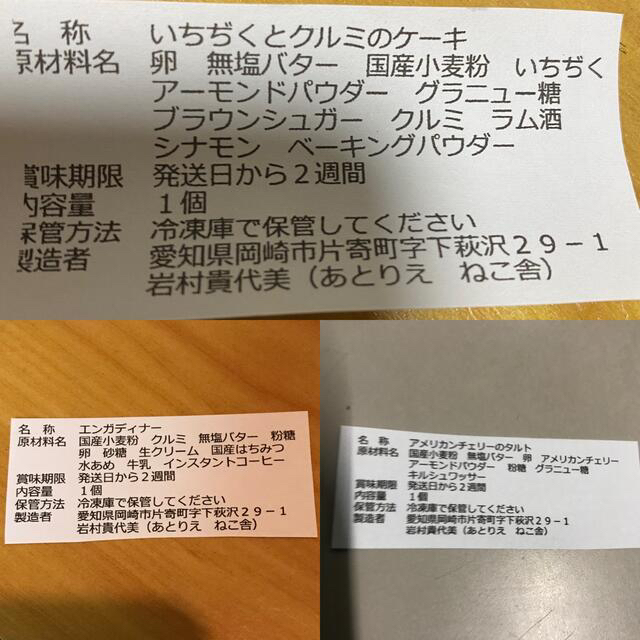 名　称　いちぢくとクルミのケーキ
原材料名　卵　無塩バター　国産小麦粉　いちぢく
アーモンドパウダー　グラニュー糖
ブラウンシュガー　クルミ　ラム酒
シナモン　ベーキングパウダー
賞味期限　発送日から２週間
内容量　１個
保管方法　冷凍庫で保管してください
製造者　愛知県岡崎市片寄町字下萩沢２９－１
岩村貴代美（あとりえ　ねこ舎）
名　称　エンガディナー
原材料名　国産小麦粉　クルミ　無塩バター　粉糖
卵　砂糖　生クリーム　国産はちみつ
水あめ　牛乳　インスタントコーヒー
賞味期限　発送日から２週間
内容量　１個
保管方法　冷凍庫で保管してください
製造者　愛知県岡崎市片寄町字下萩沢２９－１
岩村貴代美（あとりえ　ねこ舎）
名　称　アメリカンチェリーのタルト
原材料名　国産小麦粉　無塩バター　卵　アメリカンチェリー
アーモンドパウダー　粉糖　グラニュー糖
キルシュワッサー
賞味期限　発送日から２週間
内容量　１個
保管方法　冷凍庫で保管してください
製造者　愛知県岡崎市片寄町字下萩沢２９－１
岩村貴代美（あとりえ　ねこ舎）